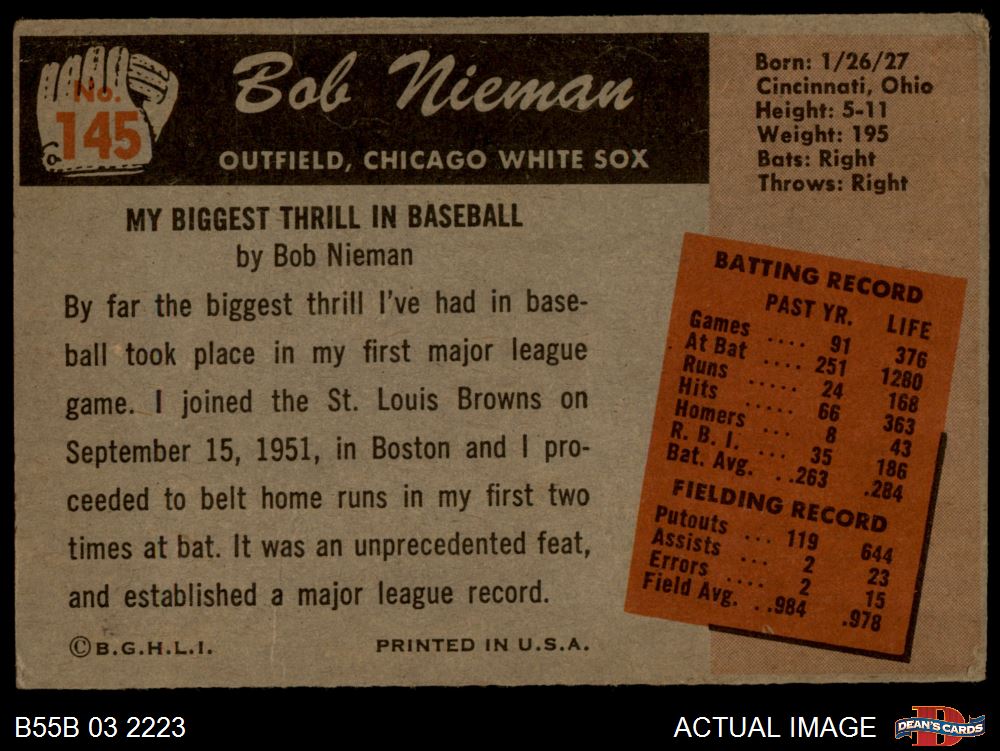 No.
145
Bob Nieman
OUTFIELD, CHICAGO WHITE SOX
Born: 1/26/27
Cincinnati, Ohio
Height: 5-11
Weight: 195
Bats: Right
Throws: Right
MY BIGGEST THRILL IN BASEBALL
by Bob Nieman
By far the biggest thrill I've had in base-
ball took place in my first major league
game. I joined the St. Louis Browns on
September 15, 1951, in Boston and I pro-
ceeded to belt home runs in my first two
times at bat. It was an unprecedented feat,
and established a major league record.
©B.G.H.L.I. PRINTED IN U.S.A.
BATTING RECORD
PAST YR. LIFE
Games .... 91 376
At Bat .... 251 1280
Runs ..... 24 168
Hits ..... 66 363
Homers ... 8 43
R. B. I. ... 35 186
Bat. Avg. ..263 .284
FIELDING RECORD
Putouts ... 119 644
Assists ... 2 23
Errors .... 2 15
Field Avg. ..984 .978
B55B 03 2223
ACTUAL IMAGE
D
DEAN'S CARDS